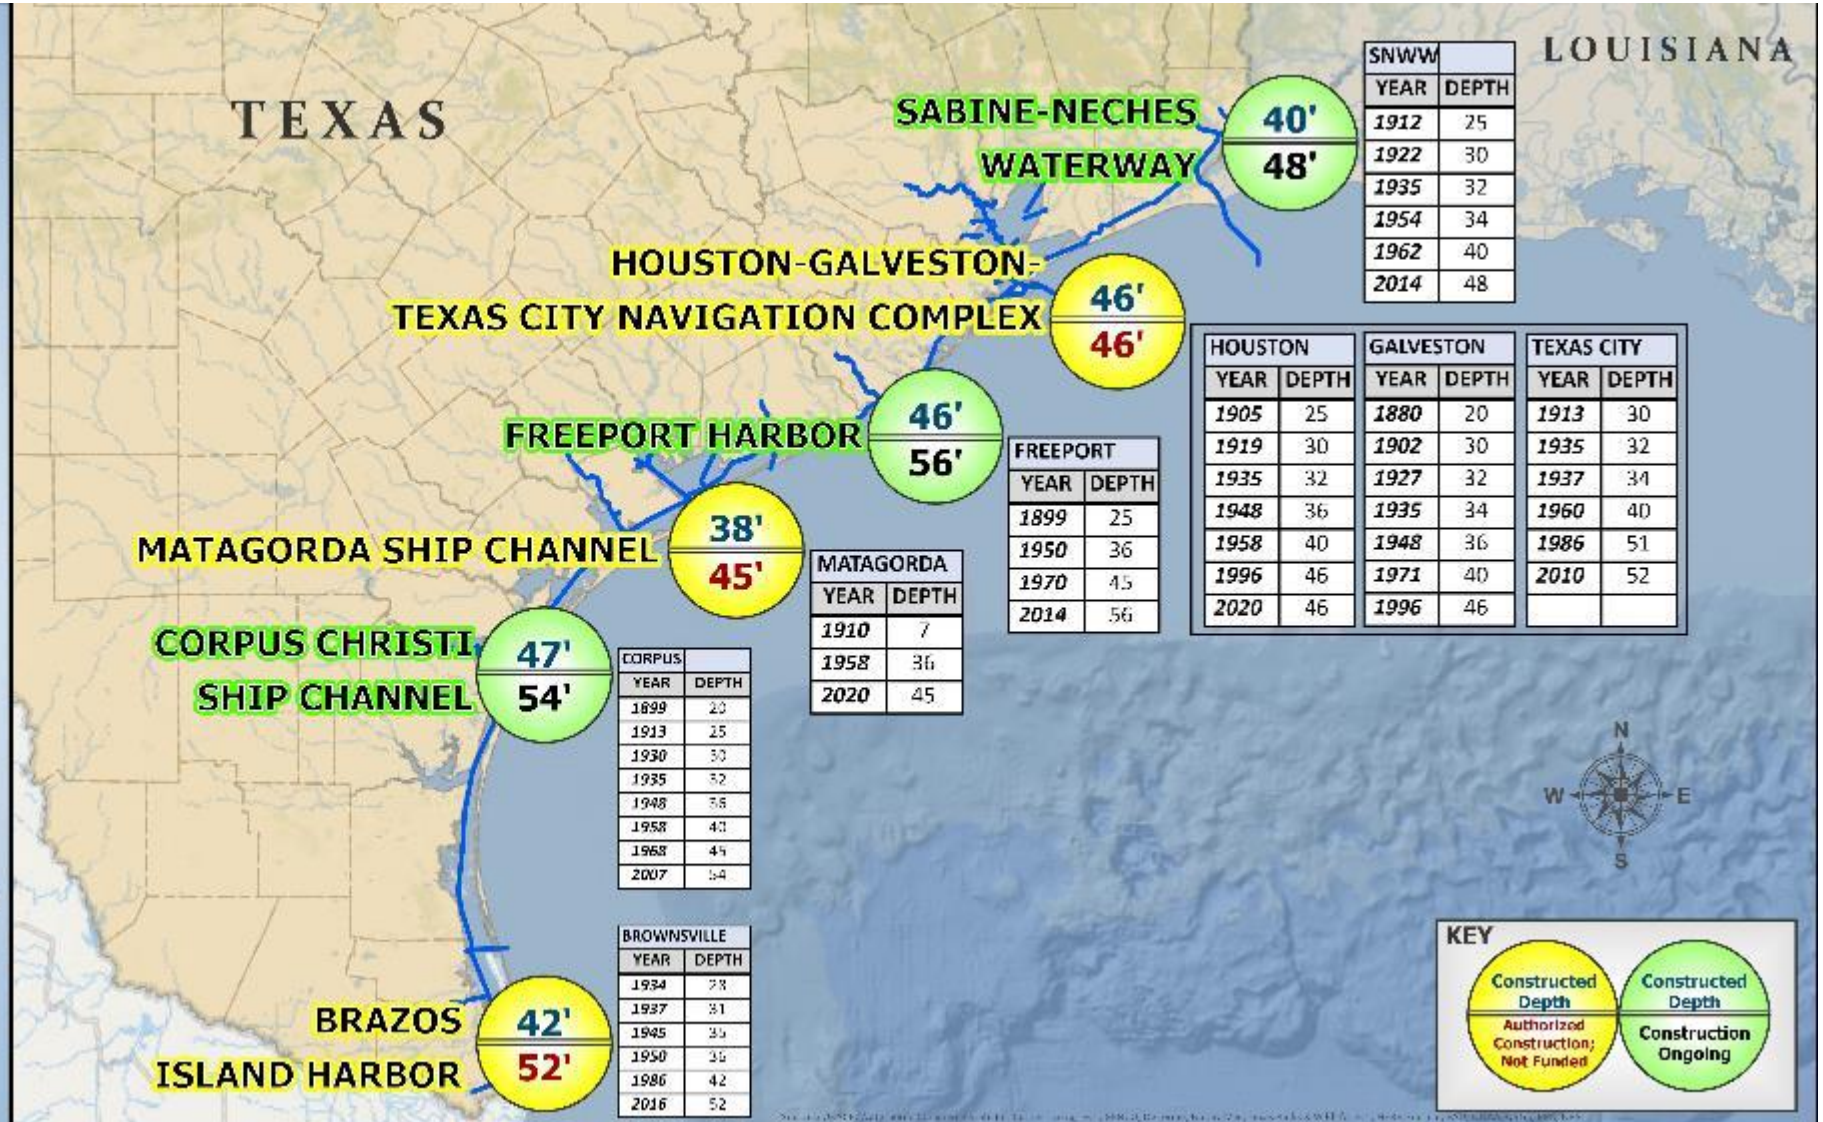 TEXAS
LOUISIANA
SABINE-NECHES
WATERWAY
40'
48'
SNWW
YEAR DEPTH
1912 25
1922 30
1935 32
1954 34
1962 40
2014 48
HOUSTON-GALVESTON-
TEXAS CITY NAVIGATION COMPLEX
46'
46'
HOUSTON
YEAR DEPTH
1905 25
1919 30
1935 32
1948 36
1958 40
1996 46
2020 46
GALVESTON
YEAR DEPTH
1880 20
1902 30
1927 32
1935 34
1948 36
1971 40
1996 46
TEXAS CITY
YEAR DEPTH
1913 30
1935 32
1937 34
1960 40
1986 51
2010 52
FREEPORT HARBOR
46'
56'
FREEPORT
YEAR DEPTH
1899 25
1950 36
1970 45
2014 56
MATAGORDA SHIP CHANNEL
38'
45'
MATAGORDA
YEAR DEPTH
1910 7
1958 36
2020 45
CORPUS CHRISTI
SHIP CHANNEL
47'
54'
CORPUS
YEAR DEPTH
1899 20
1913 25
1930 30
1935 32
1948 36
1958 40
1968 45
2007 54
BRAZOS
ISLAND HARBOR
42'
52'
BROWNSVILLE
YEAR DEPTH
1934 28
1937 31
1945 35
1950 36
1986 42
2016 52
N
W E
S
KEY
Constructed
Depth
Authorized
Construction;
Not Funded
Constructed
Depth
Construction
Ongoing